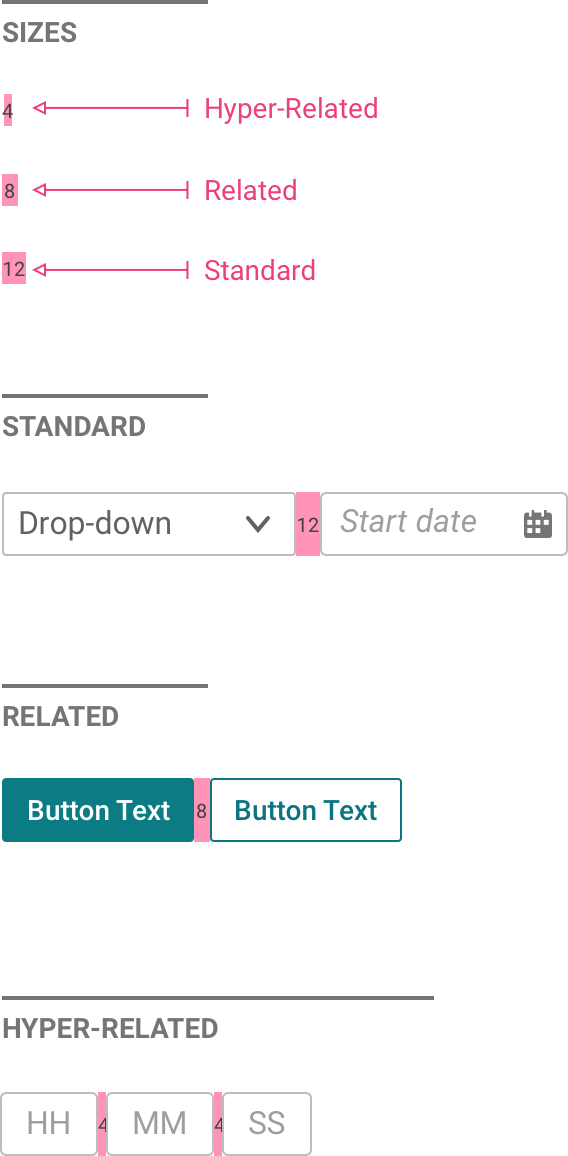 SIZES
4 Hyper-Related
8 Related
12 Standard
STANDARD
Drop-down 12 Start date
RELATED
Button Text 8 Button Text
HYPER-RELATED
HH 4 MM 4 SS